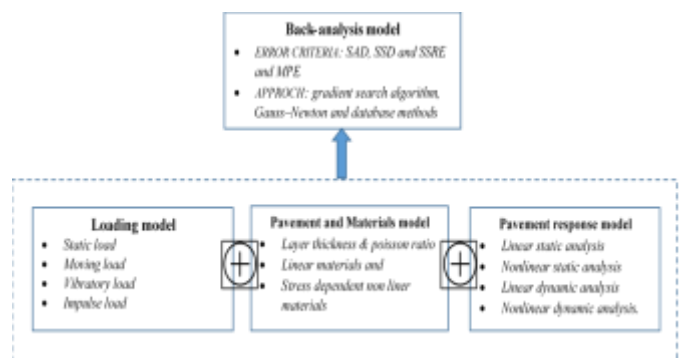 Back-analysis model
• ERROR CRITERIA: SAD, SSD and SSRE
and MPE
• APPROCH: gradient search algorithm,
Gauss–Newton and database methods
Loading model
• Static load
• Moving load
• Vibratory load
• Impulse load
Pavement and Materials model
• Layer thickness & poisson ratio
• Linear materials and
• Stress dependent non liner
materials
Pavement response model
• Linear static analysis
• Nonlinear static analysis
• Linear dynamic analysis
• Nonlinear dynamic analysis.